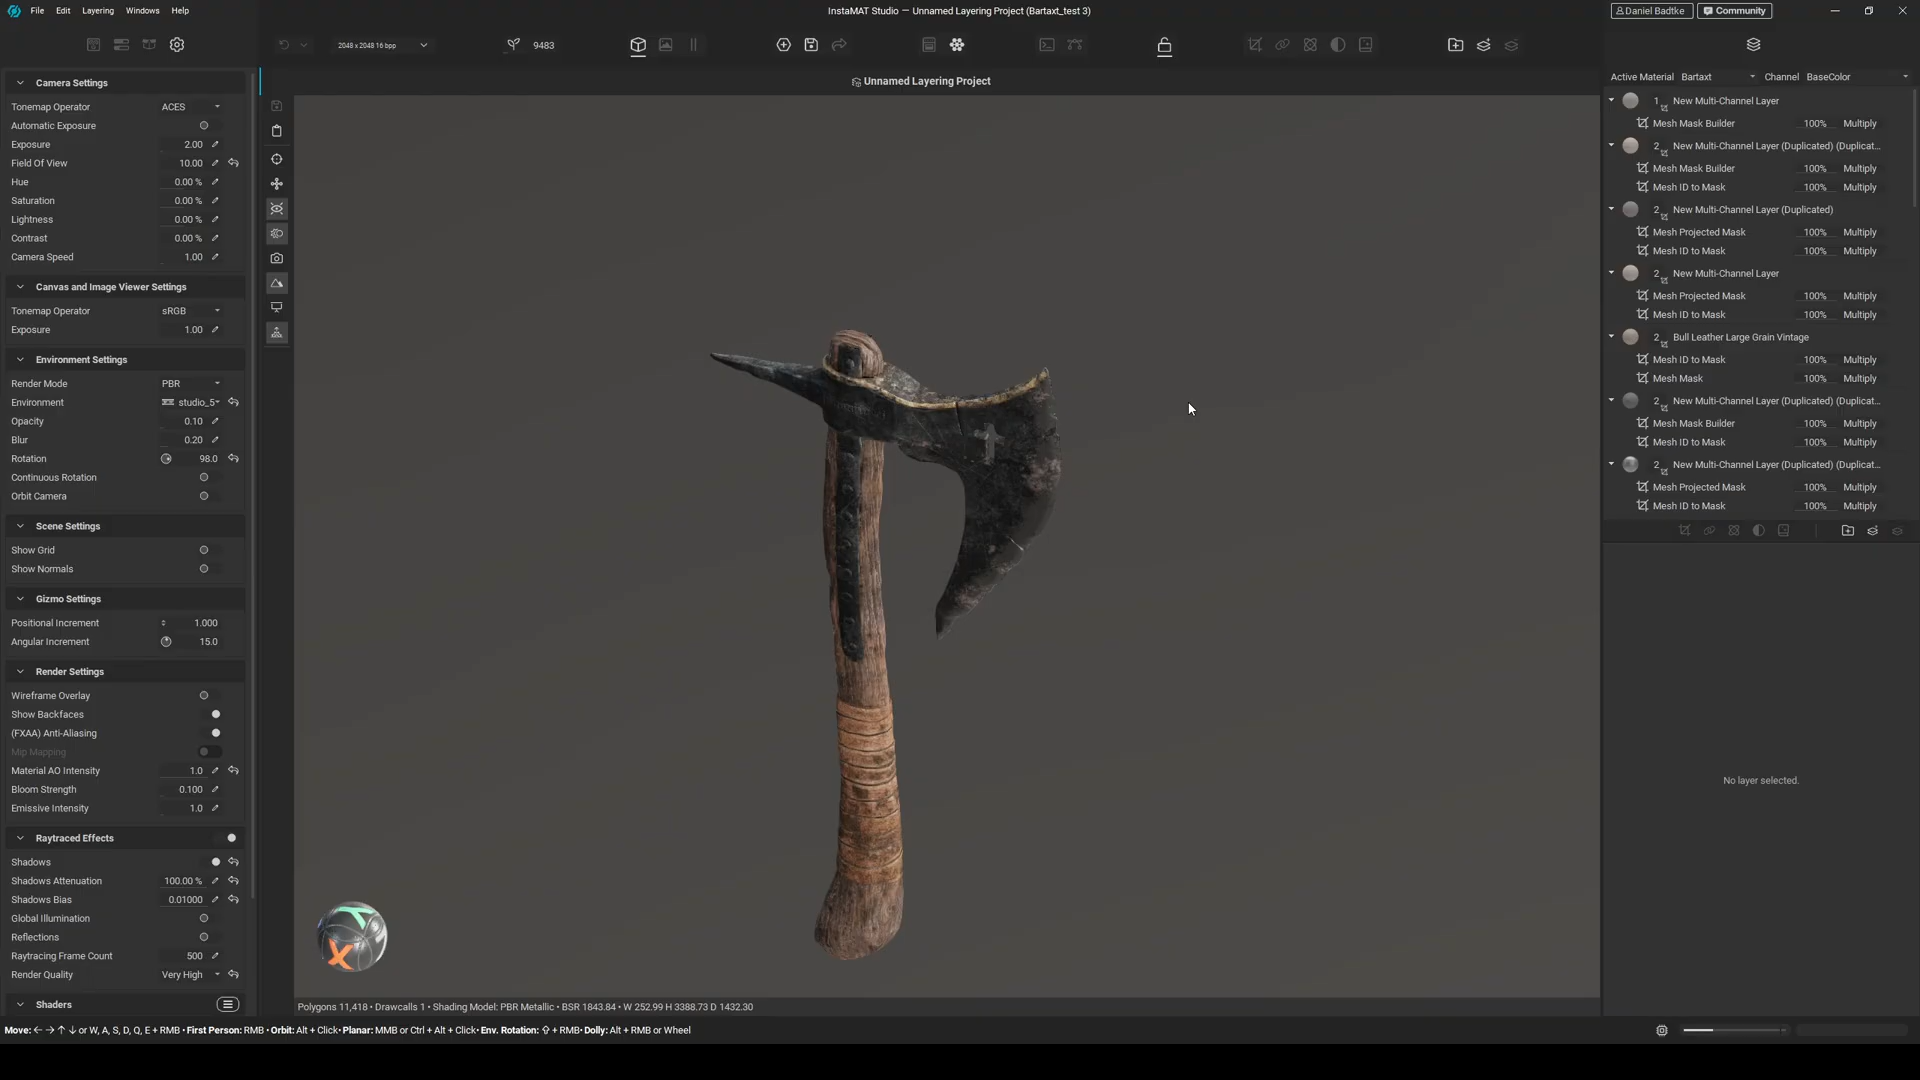 File Edit Layering Windows Help
InstaMAT Studio — Unnamed Layering Project (Bartaxt_test 3)
Daniel Badtke
Community
2048 x 2048 16 bpp
9483
Unnamed Layering Project
Camera Settings
Tonemap Operator ACES
Automatic Exposure
Exposure 2.00
Field Of View 10.00
Hue 0.00 %
Saturation 0.00 %
Lightness 0.00 %
Contrast 0.00 %
Camera Speed 1.00
Canvas and Image Viewer Settings
Tonemap Operator sRGB
Exposure 1.00
Environment Settings
Render Mode PBR
Environment studio_5
Opacity 0.10
Blur 0.20
Rotation 98.0
Continuous Rotation
Orbit Camera
Scene Settings
Show Grid
Show Normals
Gizmo Settings
Positional Increment 1.000
Angular Increment 15.0
Render Settings
Wireframe Overlay
Show Backfaces
(FXAA) Anti-Aliasing
Mip Mapping
Material AO Intensity 1.0
Bloom Strength 0.100
Emissive Intensity 1.0
Raytraced Effects
Shadows
Shadows Attenuation 100.00 %
Shadows Bias 0.01000
Global Illumination
Reflections
Raytracing Frame Count 500
Render Quality Very High
Shaders
Y
X
Polygons 11,418 • Drawcalls 1 • Shading Model: PBR Metallic • BSR 1843.84 • W 252.99 H 3388.73 D 1432.30
Move: ← → ↑ ↓ or W, A, S, D, Q, E + RMB • First Person: RMB • Orbit: Alt + Click • Planar: MMB or Ctrl + Alt + Click • Env. Rotation: ⇧ + RMB • Dolly: Alt + RMB or Wheel
Active Material Bartaxt Channel BaseColor
1 New Multi-Channel Layer
Mesh Mask Builder 100% Multiply
2 New Multi-Channel Layer (Duplicated) (Duplicat...
Mesh Mask Builder 100% Multiply
Mesh ID to Mask 100% Multiply
2 New Multi-Channel Layer (Duplicated)
Mesh Projected Mask 100% Multiply
Mesh ID to Mask 100% Multiply
2 New Multi-Channel Layer
Mesh Projected Mask 100% Multiply
Mesh ID to Mask 100% Multiply
2 Bull Leather Large Grain Vintage
Mesh ID to Mask 100% Multiply
Mesh Mask 100% Multiply
2 New Multi-Channel Layer (Duplicated) (Duplicat...
Mesh Mask Builder 100% Multiply
Mesh ID to Mask 100% Multiply
2 New Multi-Channel Layer (Duplicated) (Duplicat...
Mesh Projected Mask 100% Multiply
Mesh ID to Mask 100% Multiply
No layer selected.